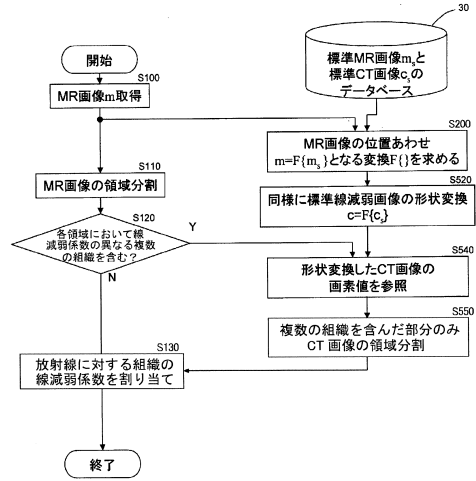 30
開始
標準MR画像msと
標準CT画像csの
データベース
S100
MR画像m取得
S200
MR画像の位置あわせ
m=F{ms}となる変換F{}を求める
S110
MR画像の領域分割
S520
同様に標準線減弱画像の形状変換
c=F{cs}
S120
各領域において線
減弱係数の異なる複数
の組織を含む?
Y
N
S540
形状変換したCT画像の
画素値を参照
S550
複数の組織を含んだ部分のみ
CT画像の領域分割
S130
放射線に対する組織の
線減弱係数を割り当て
終了